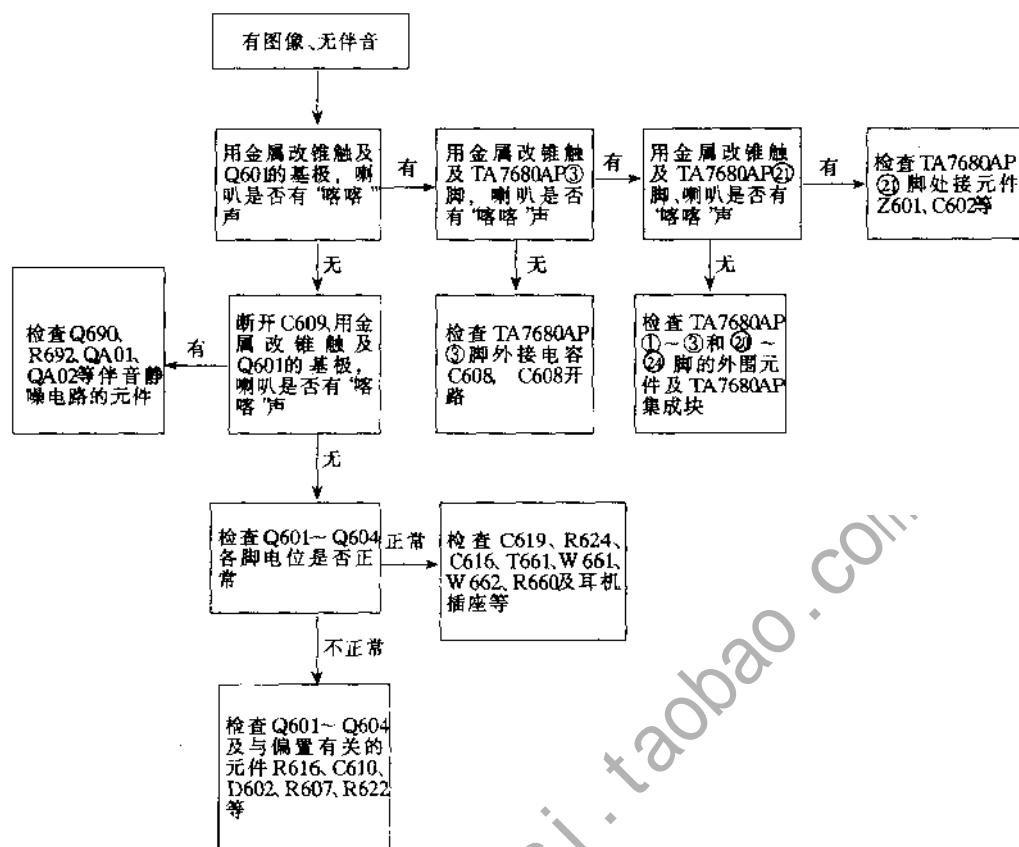 有图像、无伴音
用金属改锥触及
Q601的基极，喇
叭是否有“喀喀”
声
有
用金属改锥触
及TA7680AP③
脚，喇叭是否
有“喀喀”声
有
用金属改锥触
及TA7680AP㉑
脚、喇叭是否有
“喀喀”声
有
检查TA7680AP
㉑脚处接元件
Z601、C602等
无
无
无
检查Q690、
R692、QA01、
QA02等伴音静
噪电路的元件
有
断开C609、用金
属改锥触及
Q601的基极，
喇叭是否有“喀
喀”声
检查TA7680AP
③脚外接电容
C608，C608开
路
检查TA7680AP
①～③和⑳～
㉔脚的外围元
件及TA7680AP
集成块
无
检查Q601～Q604
各脚电位是否正
常
正常
检查C619、R624、
C616、T661、W661、
W662、R660及耳机
插座等
不正常
检查Q601～Q604
及与偏置有关的
元件R616、C610、
D602、R607、R622
等
si.taobao.com